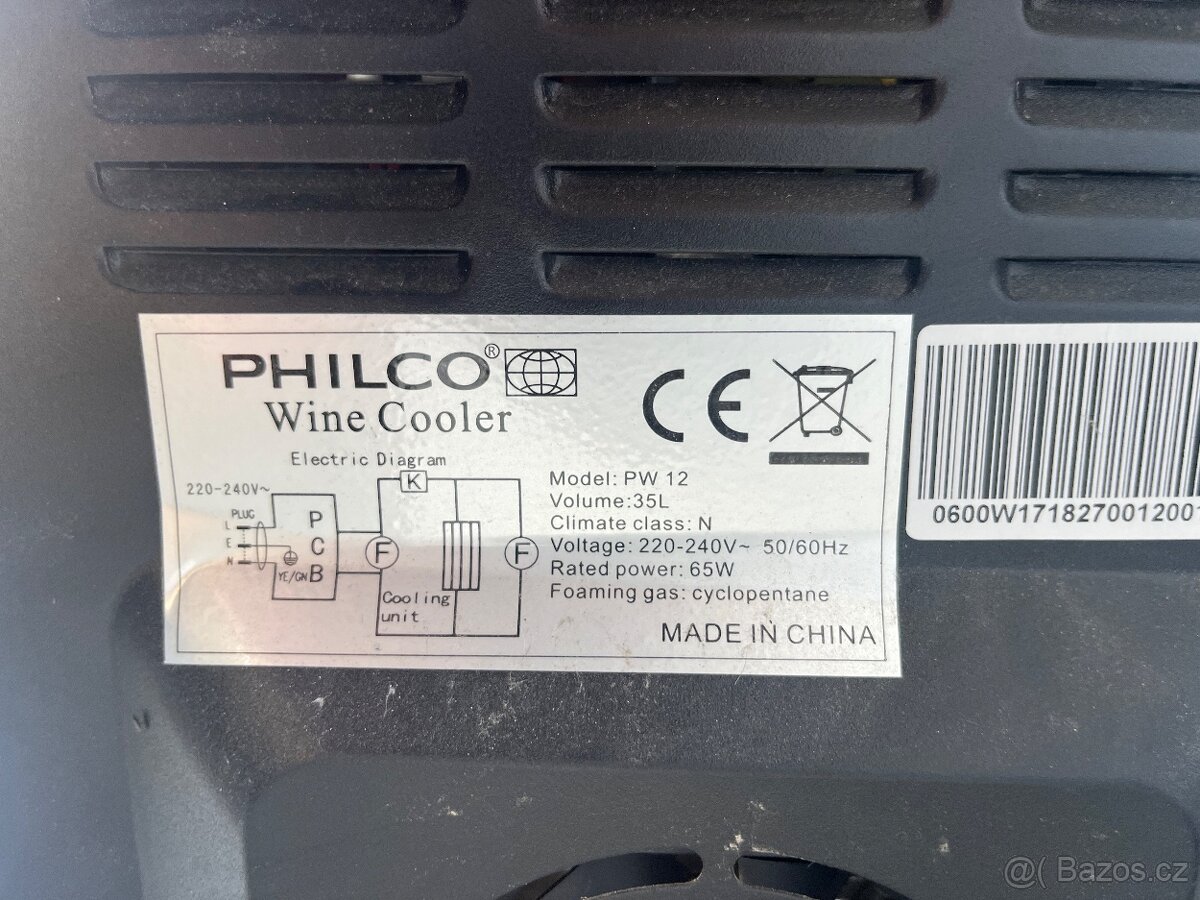 PHILCO®
Wine Cooler
Electric Diagram
220-240V~
PLUG
L
E
N
YE/GN
P
C
B
F
K
F
Cooling
unit
CE
Model: PW 12
Volume:35L
Climate class: N
Voltage: 220-240V~ 50/60Hz
Rated power: 65W
Foaming gas: cyclopentane
MADE IN CHINA
0600W1718270012001
@( Bazos.cz